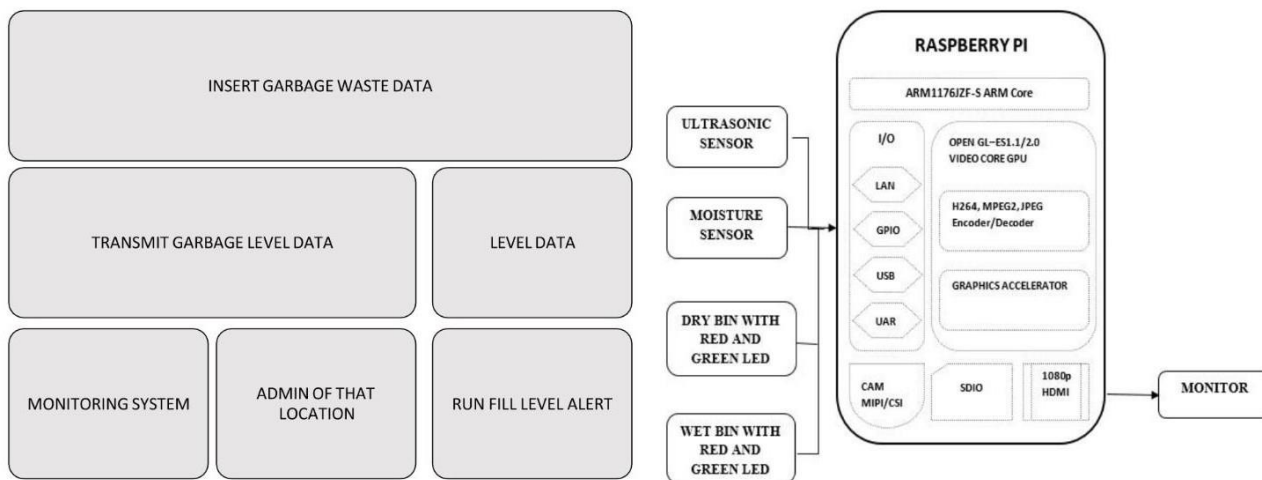 INSERT GARBAGE WASTE DATA
TRANSMIT GARBAGE LEVEL DATA
LEVEL DATA
MONITORING SYSTEM
ADMIN OF THAT
LOCATION
RUN FILL LEVEL ALERT
ULTRASONIC
SENSOR
MOISTURE
SENSOR
DRY BIN WITH
RED AND
GREEN LED
WET BIN WITH
RED AND
GREEN LED
RASPBERRY PI
ARM1176JZF-S ARM Core
I/O
LAN
GPIO
USB
UAR
OPEN GL–ES1.1/2.0
VIDEO CORE GPU
H264, MPEG2, JPEG
Encoder/Decoder
GRAPHICS ACCELERATOR
CAM
MIPI/CSI
SDIO
1080p
HDMI
MONITOR